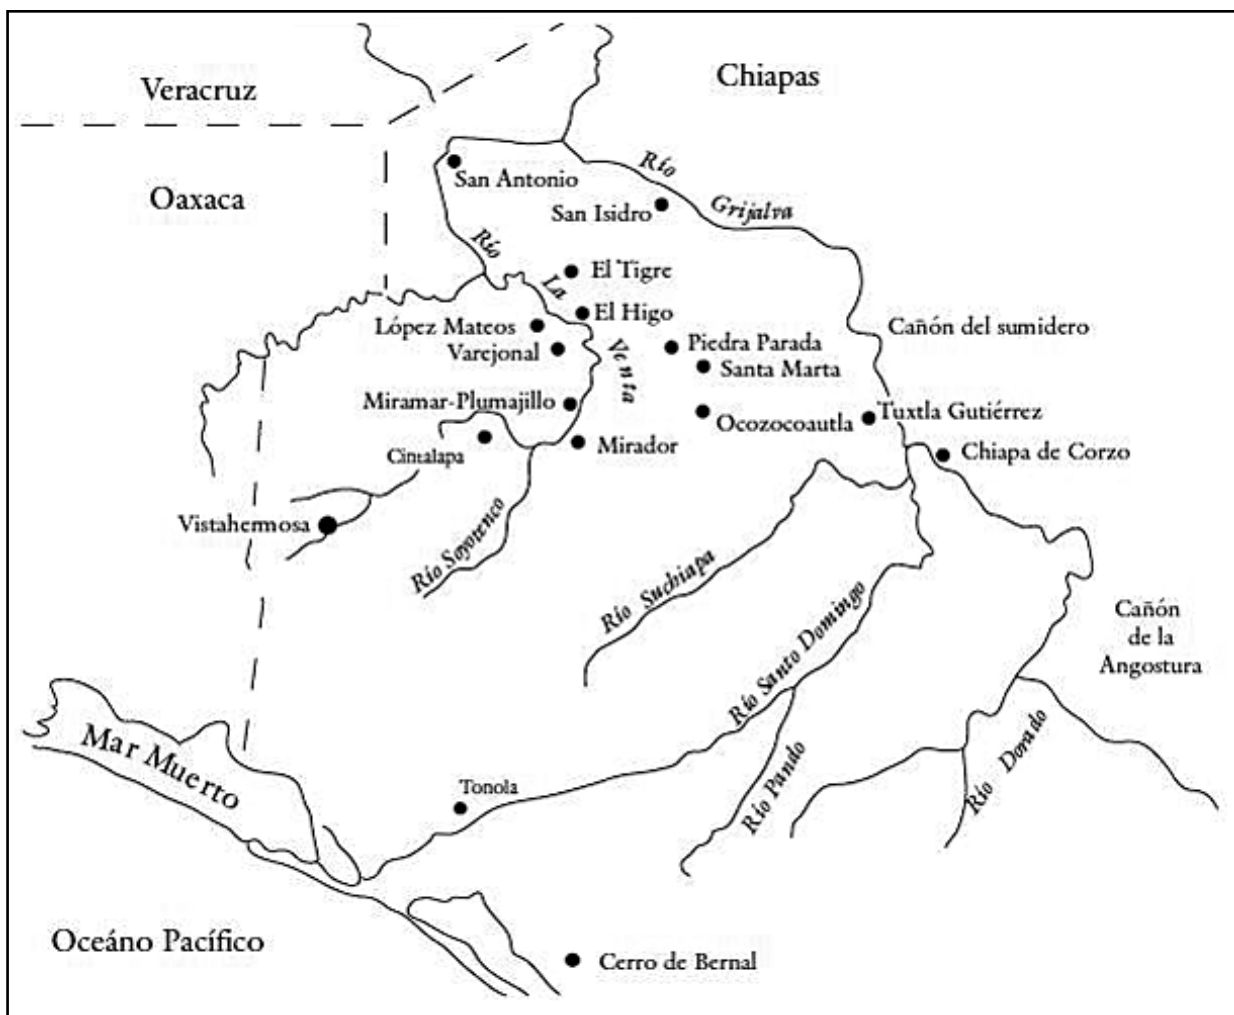 Chiapas
Veracruz
Oaxaca
San Antonio
Río
Grijalva
San Isidro
Río
La
Venta
El Tigre
El Higo
López Mateos
Varejonal
Cañón del sumidero
Piedra Parada
Santa Marta
Miramar-Plumajillo
Ocozocoautla
Tuxtla Gutiérrez
Cintalapa
Mirador
Chiapa de Corzo
Vistahermosa
Río Soyotenco
Río Suchiapa
Río Santo Domingo
Cañón
de la
Angostura
Mar Muerto
Tonola
Río Pando
Río Dorado
Oceáno Pacífico
Cerro de Bernal